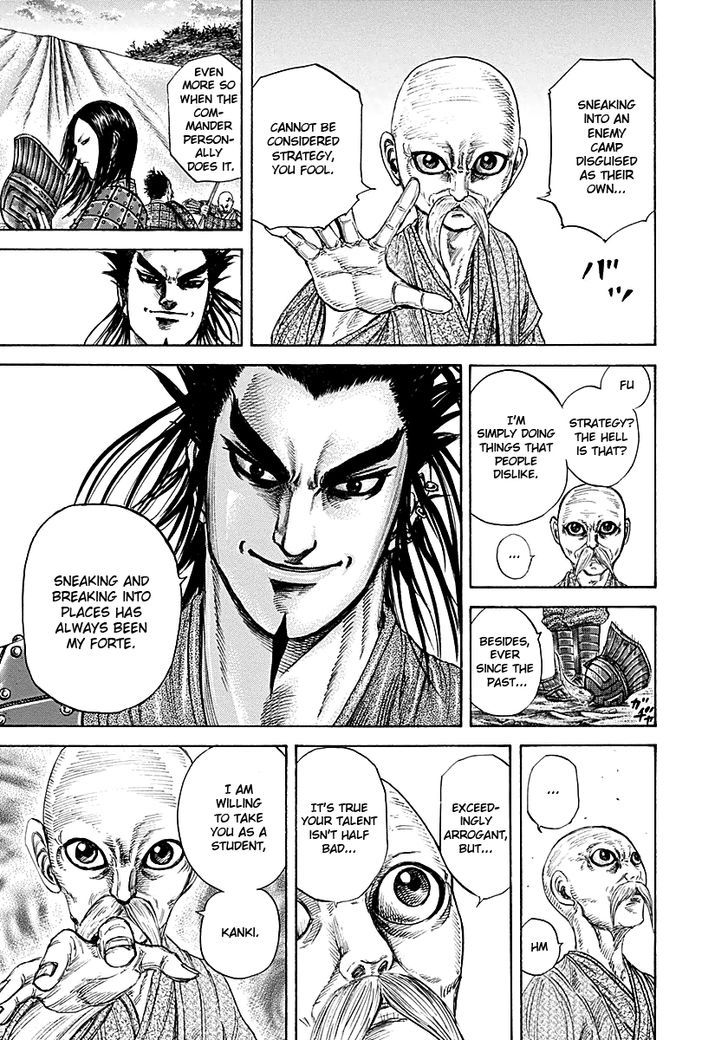 SNEAKING
INTO AN
ENEMY
CAMP
DISGUISED
AS THEIR
OWN...
CANNOT BE
CONSIDERED
STRATEGY,
YOU FOOL.
バッ
EVEN
MORE SO
WHEN THE
COM-
MANDER
PERSON-
ALLY
DOES IT.
FU
STRATEGY?
THE HELL
IS THAT?
I'M
SIMPLY DOING
THINGS THAT
PEOPLE
DISLIKE.
...
BESIDES,
EVER
SINCE THE
PAST...
SNEAKING AND
BREAKING INTO
PLACES HAS
ALWAYS BEEN
MY FORTE.
...
HM
EXCEED-
INGLY
ARROGANT,
BUT...
IT'S TRUE
YOUR TALENT
ISN'T HALF
BAD...
I AM
WILLING
TO TAKE
YOU AS A
STUDENT,
KANKI.